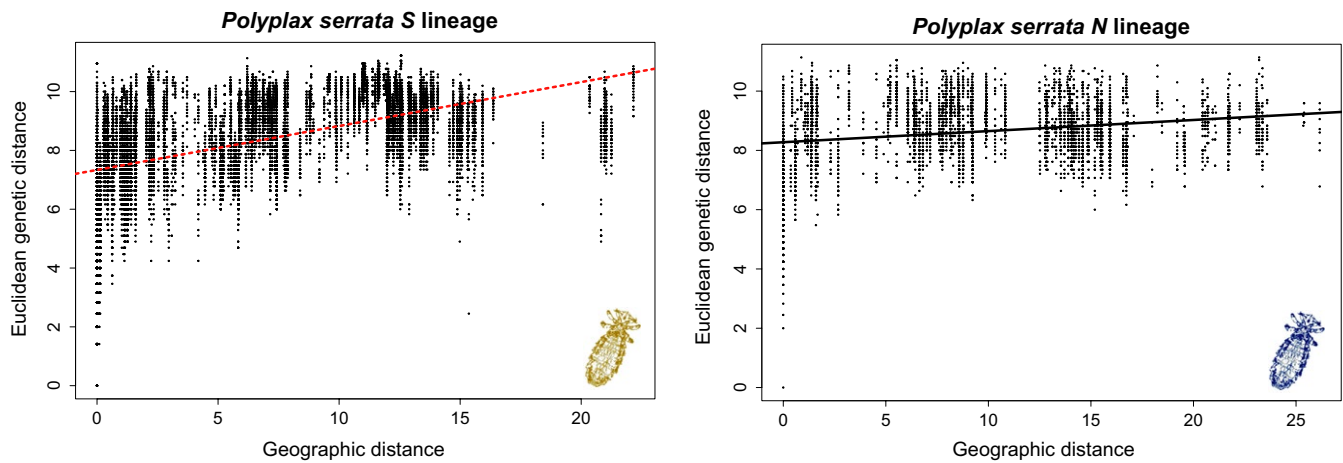 Polyplax serrata S lineage
Euclidean genetic distance
10
8
6
4
2
0
0 5 10 15 20
Geographic distance
Polyplax serrata N lineage
Euclidean genetic distance
10
8
6
4
2
0
0 5 10 15 20 25
Geographic distance